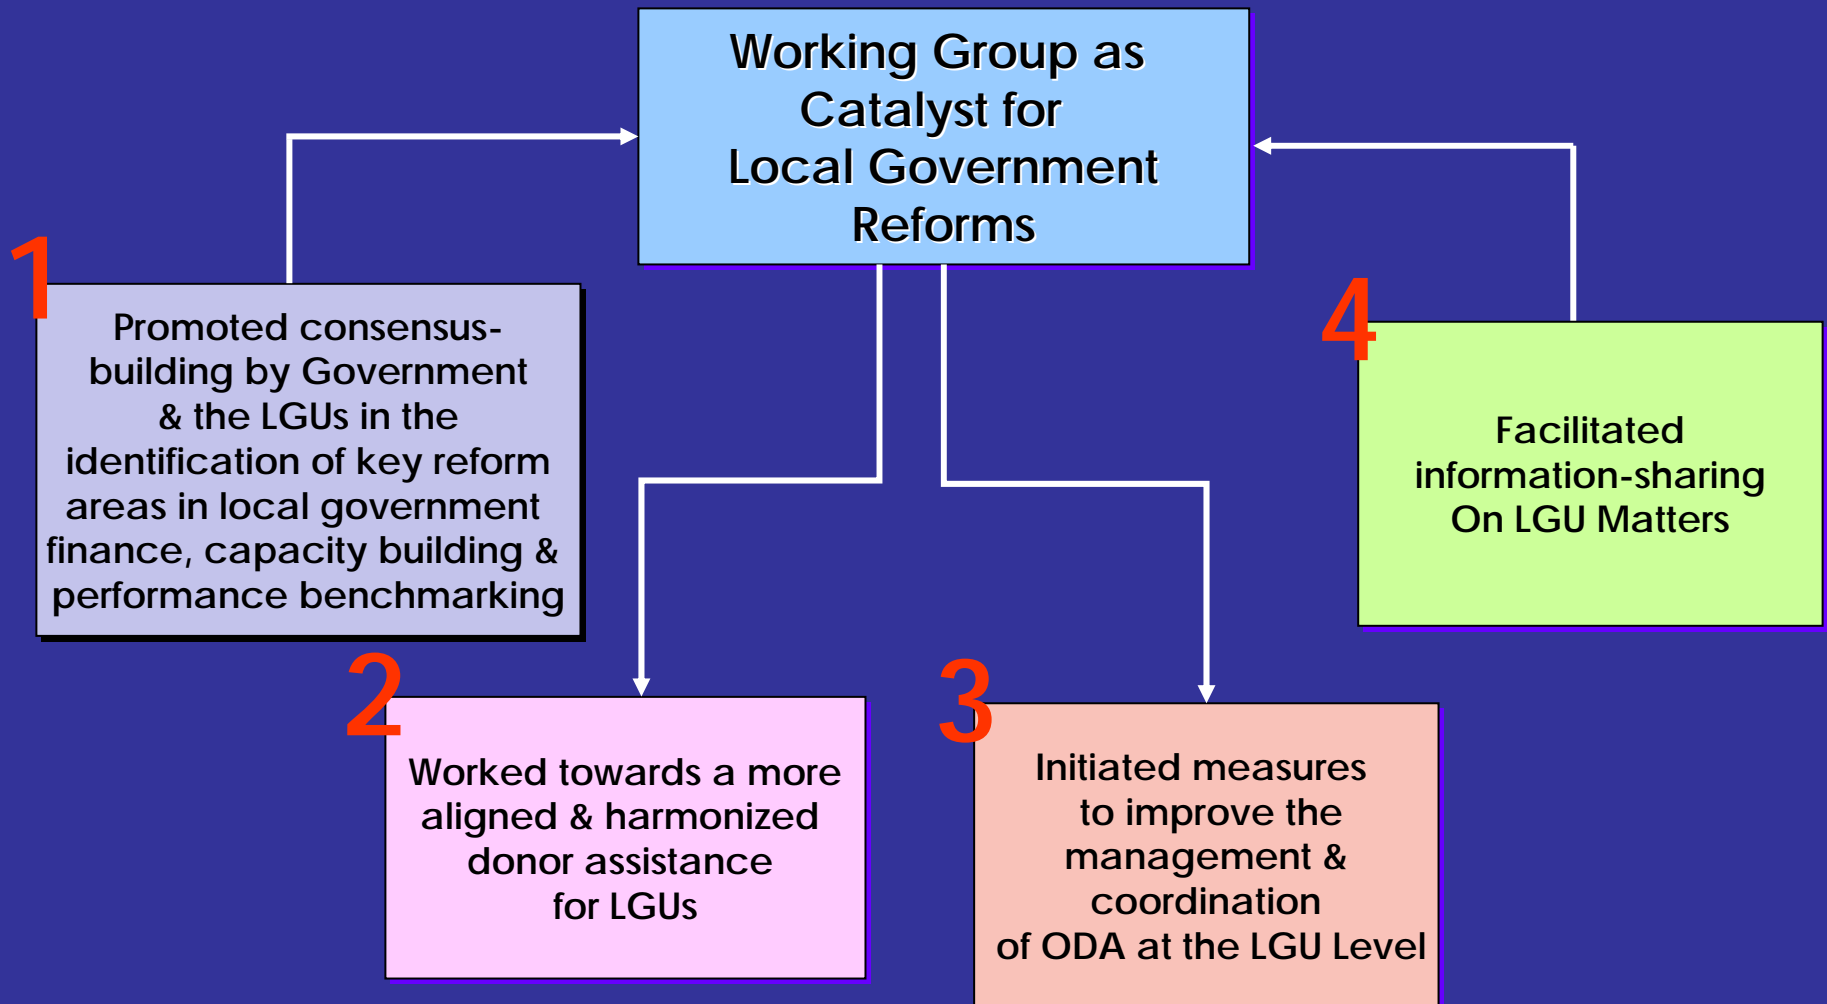 Working Group as
Catalyst for
Local Government
Reforms
1
Promoted consensus-
building by Government
& the LGUs in the
identification of key reform
areas in local government
finance, capacity building &
performance benchmarking
2
Worked towards a more
aligned & harmonized
donor assistance
for LGUs
3
Initiated measures
to improve the
management &
coordination
of ODA at the LGU Level
4
Facilitated
information-sharing
On LGU Matters